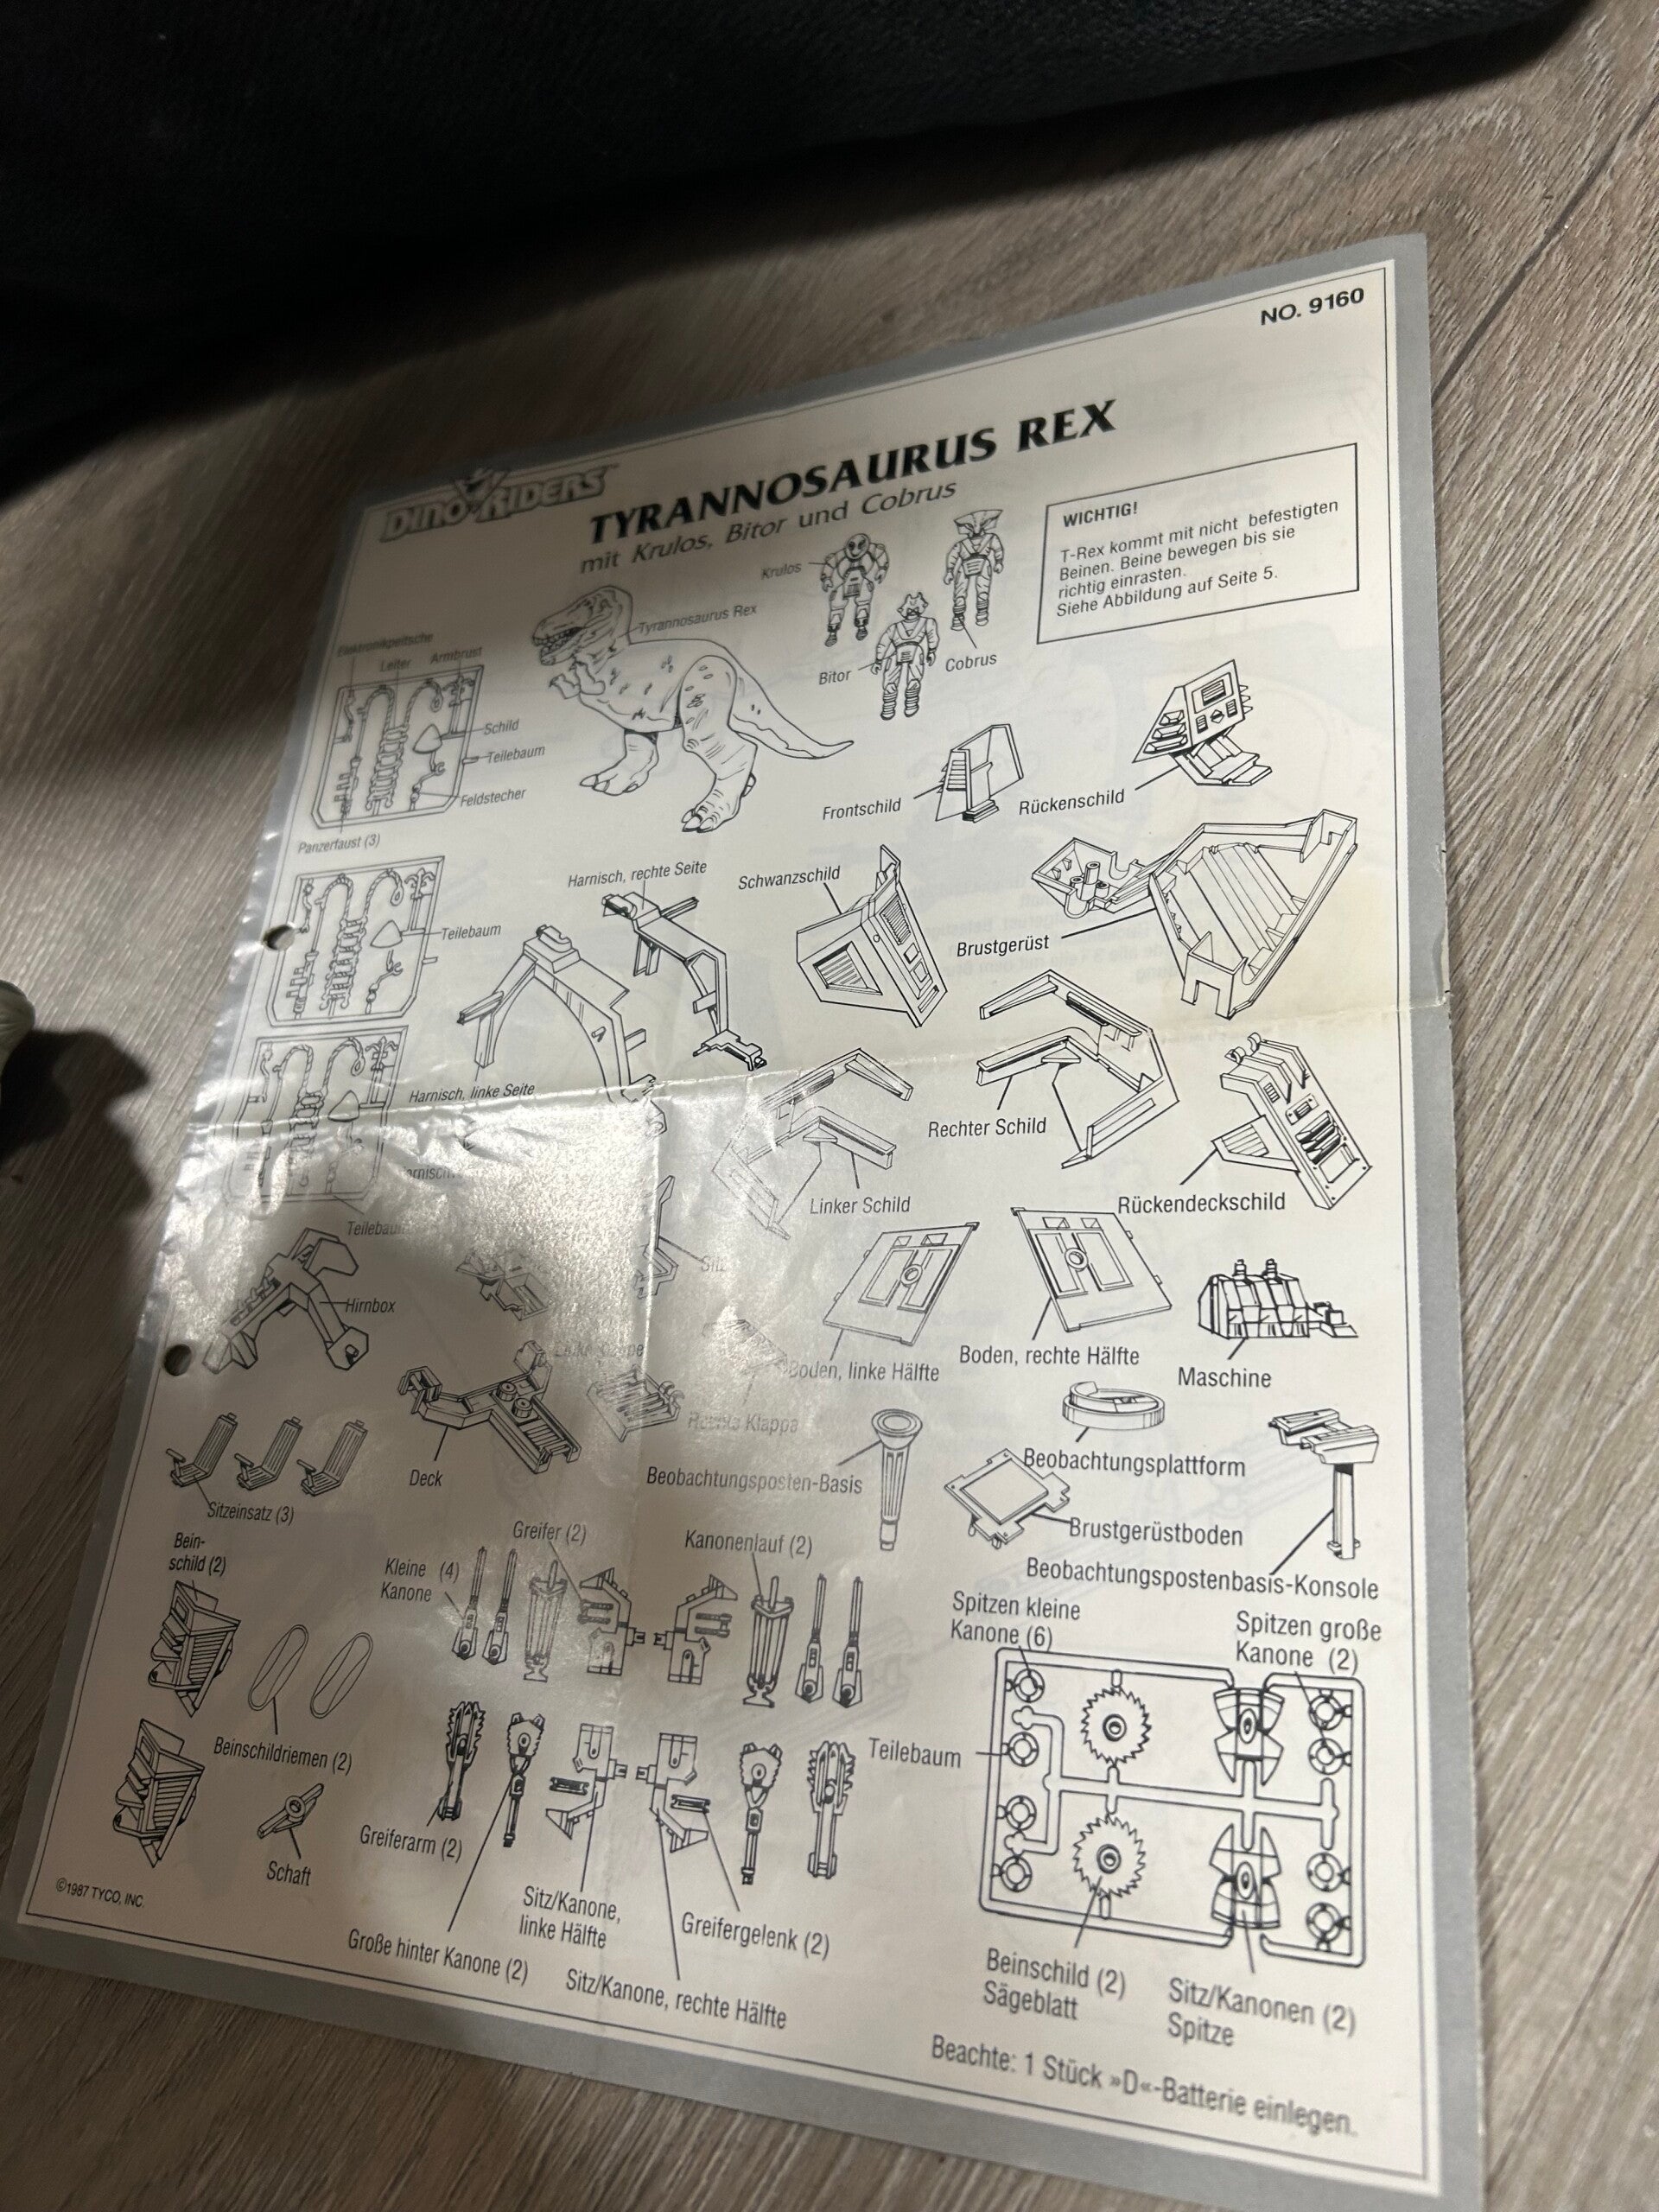 NO. 9160
DINO RIDERS
TYRANNOSAURUS REX
mit Krulos, Bitor und Cobrus
WICHTIG!
T-Rex kommt mit nicht befestigten
Beinen. Beine bewegen bis sie
richtig einrasten.
Siehe Abbildung auf Seite 5.
Krulos
Tyrannosaurus Rex
Bitor
Cobrus
Elektronikpeitsche
Leiter
Armbrust
Schild
Teilebaum
Feldstecher
Panzerfaust (3)
Frontschild
Rückenschild
Harnisch, rechte Seite
Schwanzschild
Teilebaum
Brustgerüst
Harnisch, linke Seite
Rechter Schild
Linker Schild
Rückendeckschild
Teilebaum
Hirnbox
Boden, linke Hälfte
Boden, rechte Hälfte
Maschine
Rechte Klappe
Deck
Beobachtungsposten-Basis
Beobachtungsplattform
Sitzeinsatz (3)
Brustgerüstboden
Beobachtungspostenbasis-Konsole
Bein-
schild (2)
Kleine (4)
Kanone
Greifer (2)
Kanonenlauf (2)
Spitzen kleine
Kanone (6)
Spitzen große
Kanone (2)
Beinschildriemen (2)
Teilebaum
Greiferarm (2)
Schaft
Sitz/Kanone,
linke Hälfte
Greifergelenk (2)
Große hinter Kanone (2)
Sitz/Kanone, rechte Hälfte
Beinschild (2)
Sägeblatt
Sitz/Kanonen (2)
Spitze
©1987 TYCO, INC.
Beachte: 1 Stück »D«-Batterie einlegen.